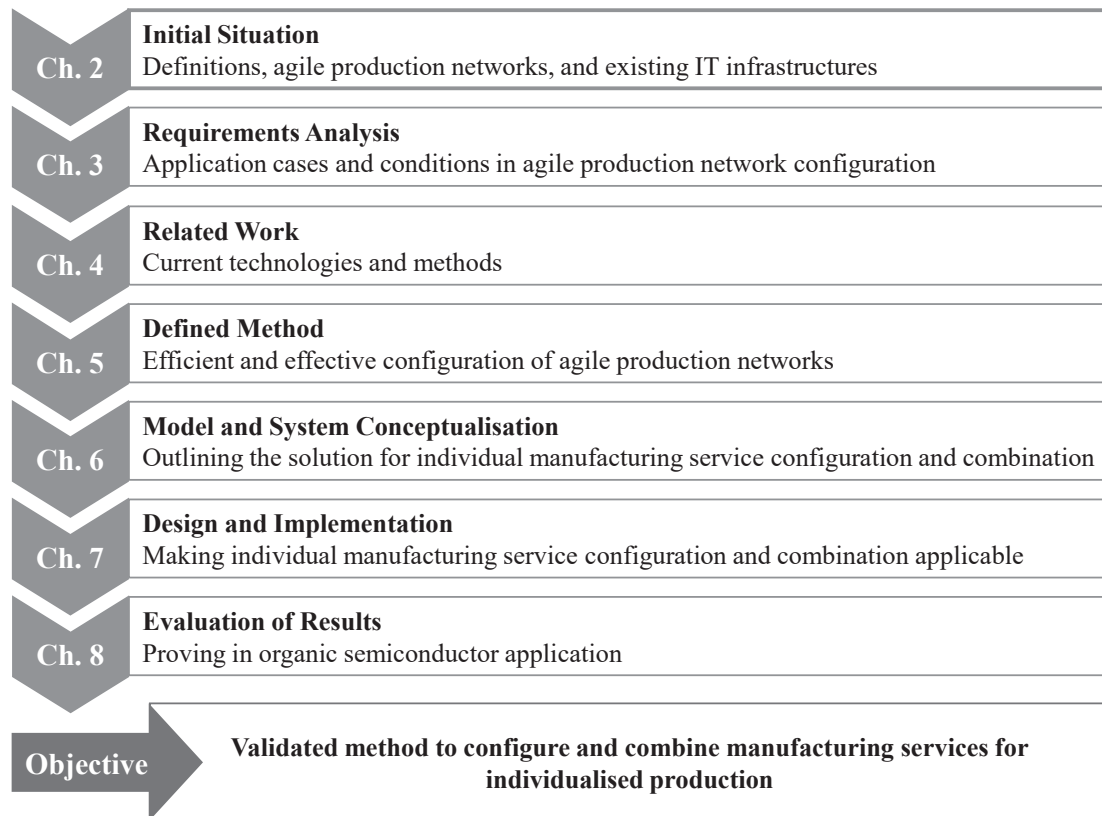 Ch. 2
Initial Situation
Definitions, agile production networks, and existing IT infrastructures
Ch. 3
Requirements Analysis
Application cases and conditions in agile production network configuration
Ch. 4
Related Work
Current technologies and methods
Ch. 5
Defined Method
Efficient and effective configuration of agile production networks
Ch. 6
Model and System Conceptualisation
Outlining the solution for individual manufacturing service configuration and combination
Ch. 7
Design and Implementation
Making individual manufacturing service configuration and combination applicable
Ch. 8
Evaluation of Results
Proving in organic semiconductor application
Objective
Validated method to configure and combine manufacturing services for
individualised production